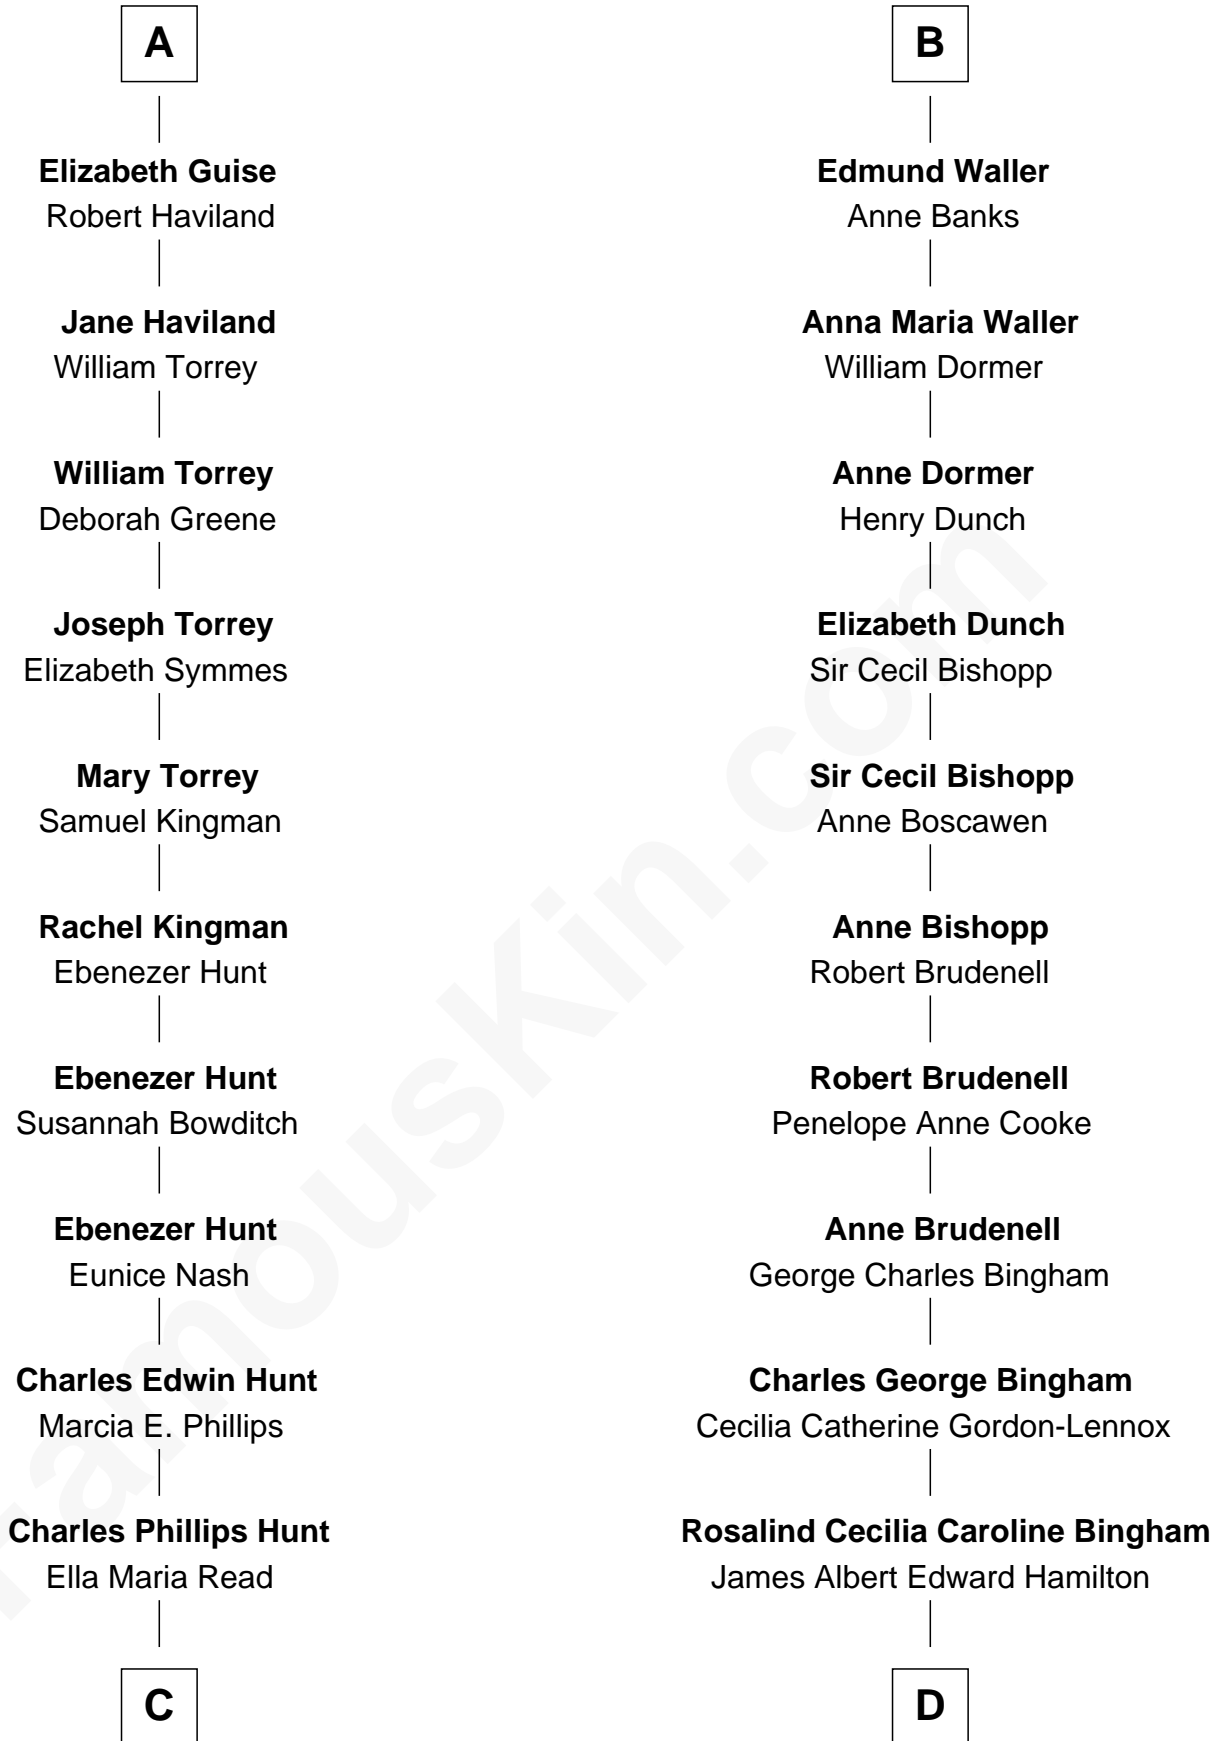 A
Elizabeth Guise
Robert Haviland
Jane Haviland
William Torrey
William Torrey
Deborah Greene
Joseph Torrey
Elizabeth Symmes
Mary Torrey
Samuel Kingman
Rachel Kingman
Ebenezer Hunt
Ebenezer Hunt
Susannah Bowditch
Ebenezer Hunt
Eunice Nash
Charles Edwin Hunt
Marcia E. Phillips
Charles Phillips Hunt
Ella Maria Read
C
B
Edmund Waller
Anne Banks
Anna Maria Waller
William Dormer
Anne Dormer
Henry Dunch
Elizabeth Dunch
Sir Cecil Bishopp
Sir Cecil Bishopp
Anne Boscawen
Anne Bishopp
Robert Brudenell
Robert Brudenell
Penelope Anne Cooke
Anne Brudenell
George Charles Bingham
Charles George Bingham
Cecilia Catherine Gordon-Lennox
Rosalind Cecilia Caroline Bingham
James Albert Edward Hamilton
D
FamousKin.com